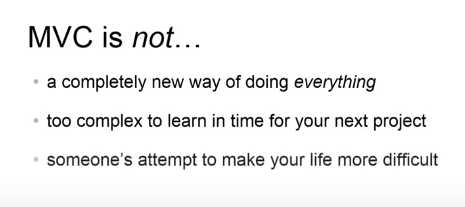 MVC is not…
• a completely new way of doing everything
• too complex to learn in time for your next project
• someone's attempt to make your life more difficult